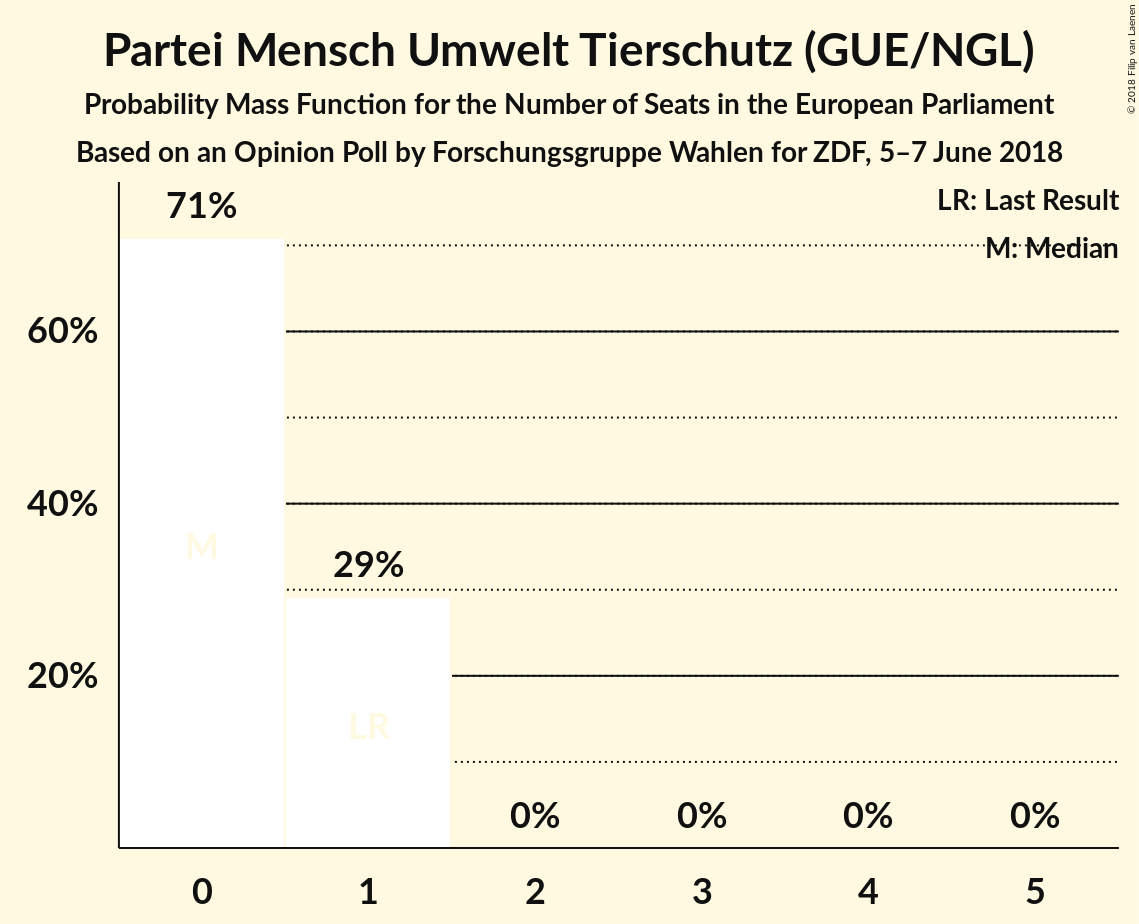 Partei Mensch Umwelt Tierschutz (GUE/NGL)
Probability Mass Function for the Number of Seats in the European Parliament
Based on an Opinion Poll by Forschungsgruppe Wahlen for ZDF, 5–7 June 2018
© 2018 Filip van Laenen
LR: Last Result
M: Median
71%
60%
40%
M
29%
20%
LR
0% 0% 0% 0%
0 1 2 3 4 5